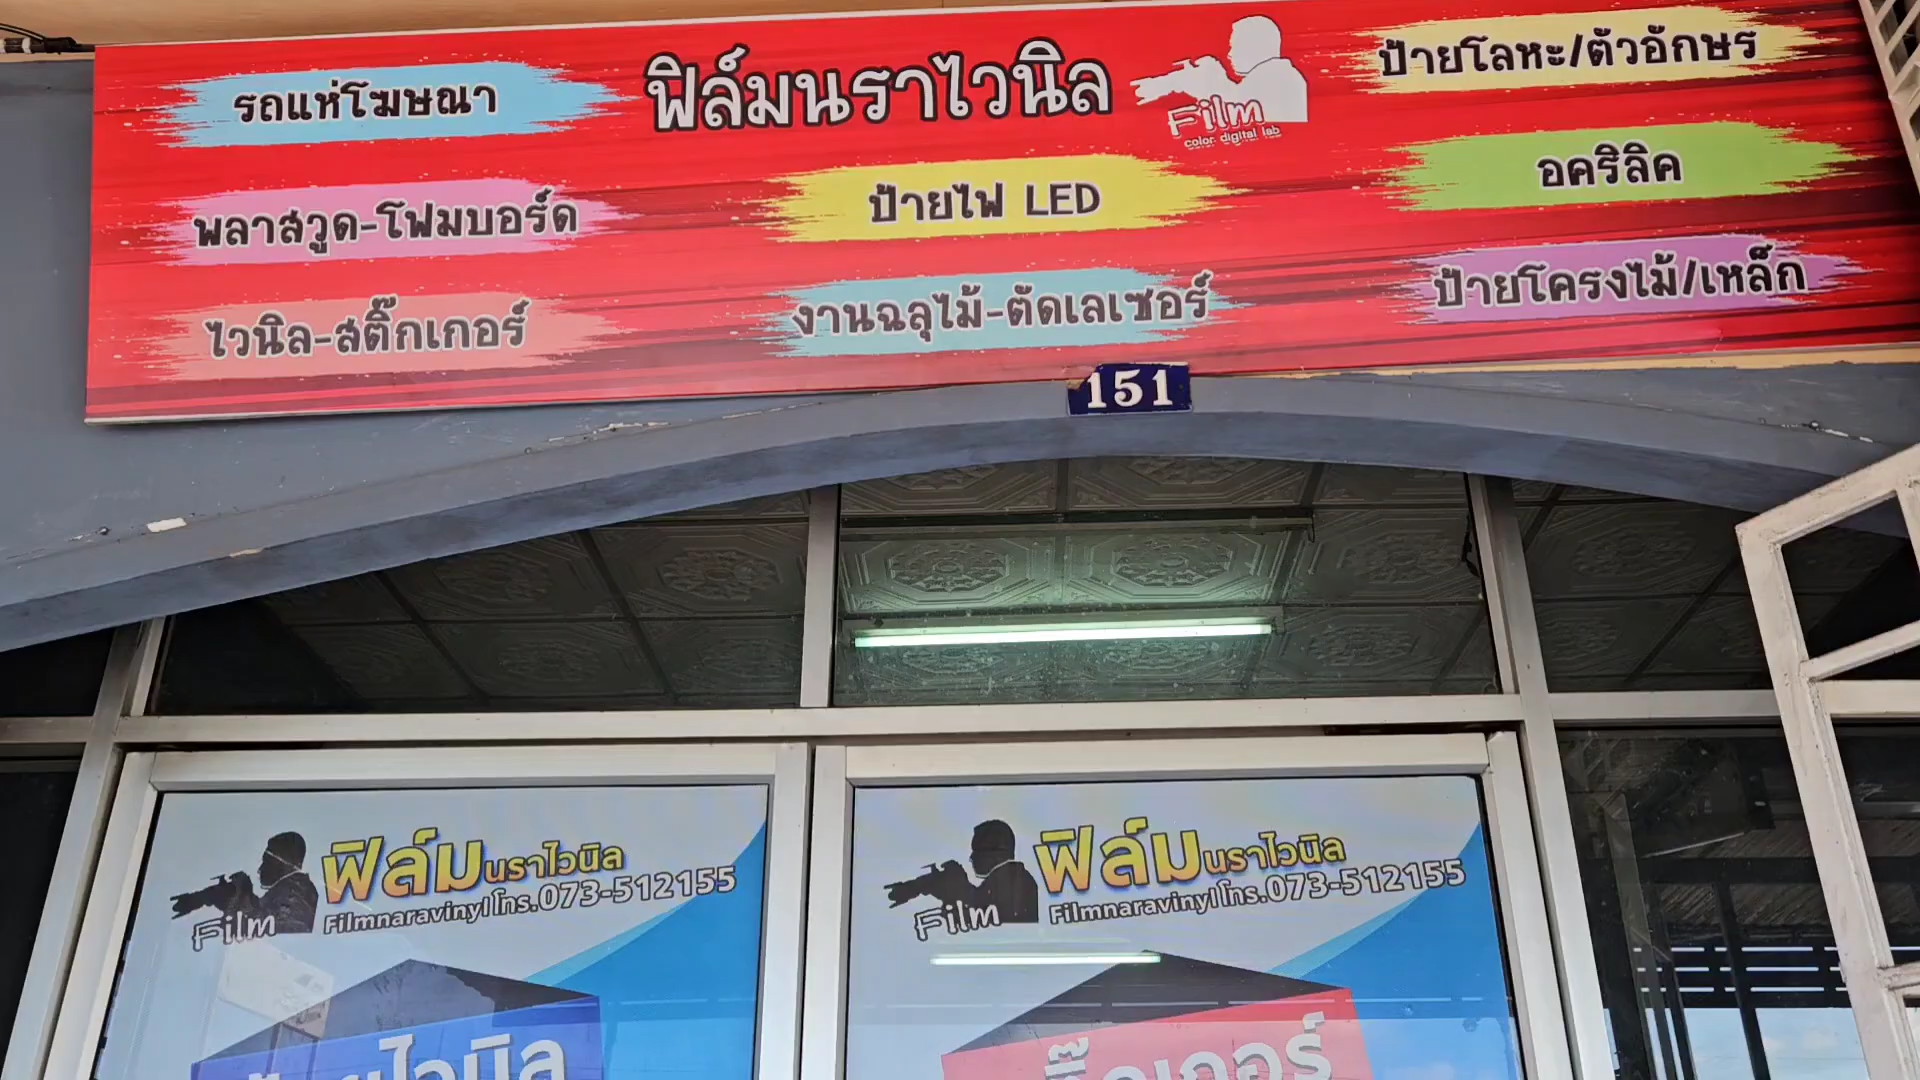 ฟิล์มนราไวนิล
Film
color digital lab
รถแห่โฆษณา
พลาสวูด-โฟมบอร์ด
ไวนิล-สติ๊กเกอร์
ป้ายไฟ LED
งานฉลุไม้-ตัดเลเซอร์
ป้ายโลหะ/ตัวอักษร
อคริลิค
ป้ายโครงไม้/เหล็ก
151
ฟิล์มนราไวนิล
Film
Filmnaravinyl โทร.073-512155
ไวนิล
ฟิล์มนราไวนิล
Film
Filmnaravinyl โทร.073-512155